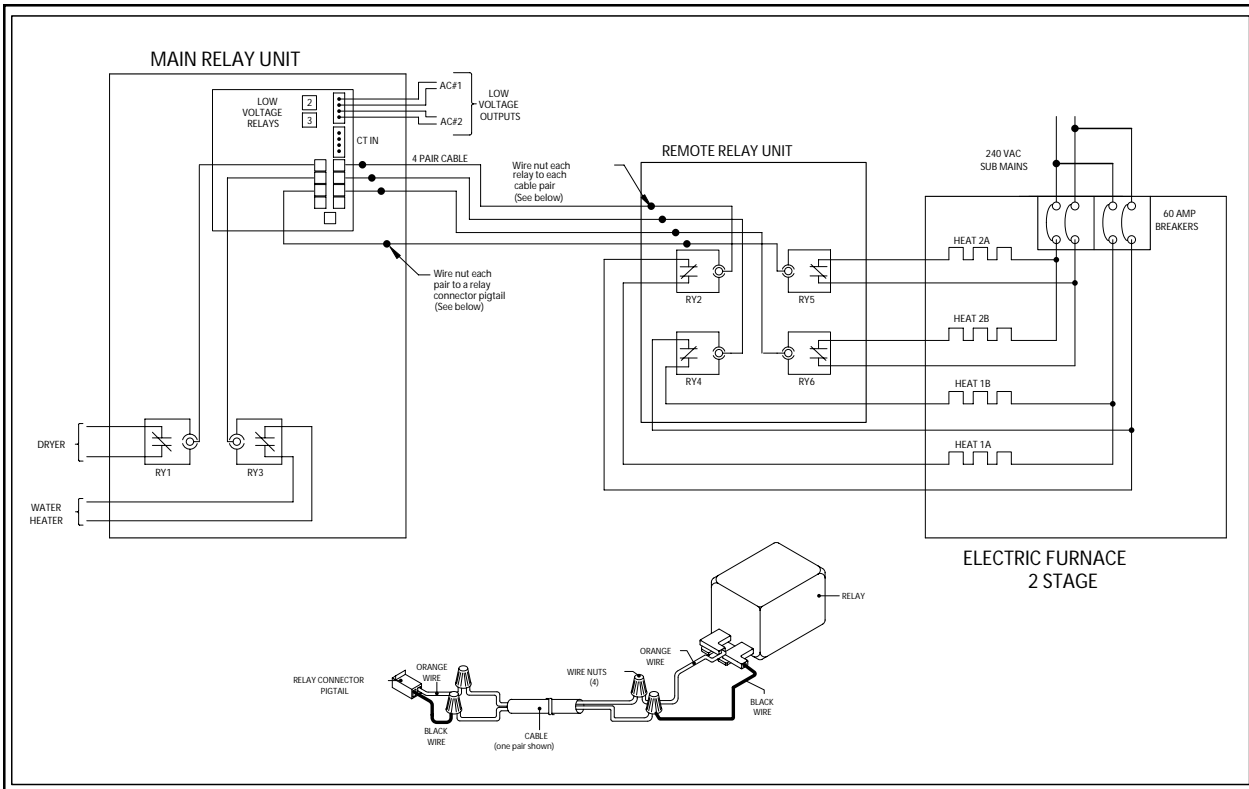 MAIN RELAY UNIT
LOW
VOLTAGE
RELAYS
2
3
AC#1
AC#2
LOW
VOLTAGE
OUTPUTS
CT IN
4 PAIR CABLE
Wire nut each
relay to each
cable pair
(See below)
Wire nut each
pair to a relay
connector pigtail
(See below)
DRYER
WATER
HEATER
RY1
RY3
REMOTE RELAY UNIT
RY2
RY5
RY4
RY6
240 VAC
SUB MAINS
60 AMP
BREAKERS
HEAT 2A
HEAT 2B
HEAT 1B
HEAT 1A
ELECTRIC FURNACE
2 STAGE
RELAY
ORANGE
WIRE
BLACK
WIRE
WIRE NUTS
(4)
RELAY CONNECTOR
PIGTAIL
ORANGE
WIRE
BLACK
WIRE
CABLE
(one pair shown)